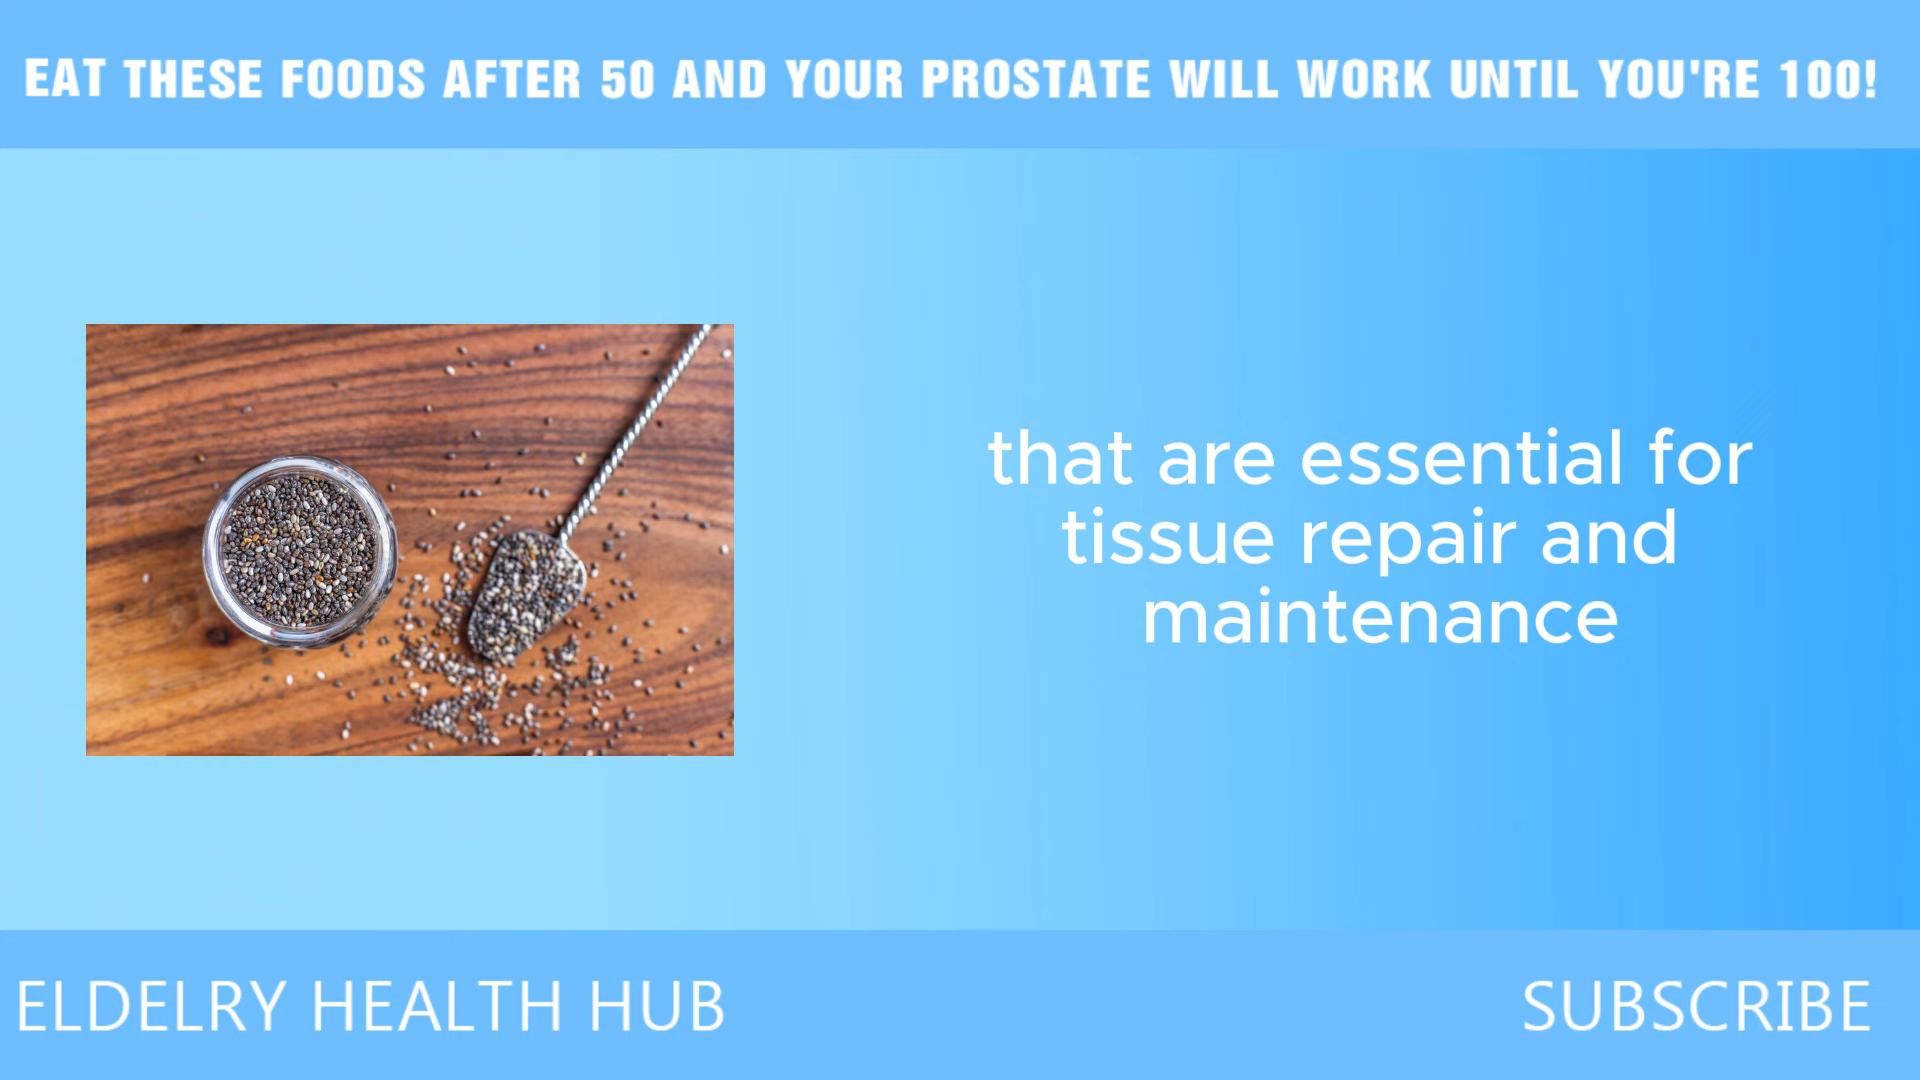 EAT THESE FOODS AFTER 50 AND YOUR PROSTATE WILL WORK UNTIL YOU'RE 100!
that are essential for
tissue repair and
maintenance
ELDELRY HEALTH HUB
SUBSCRIBE